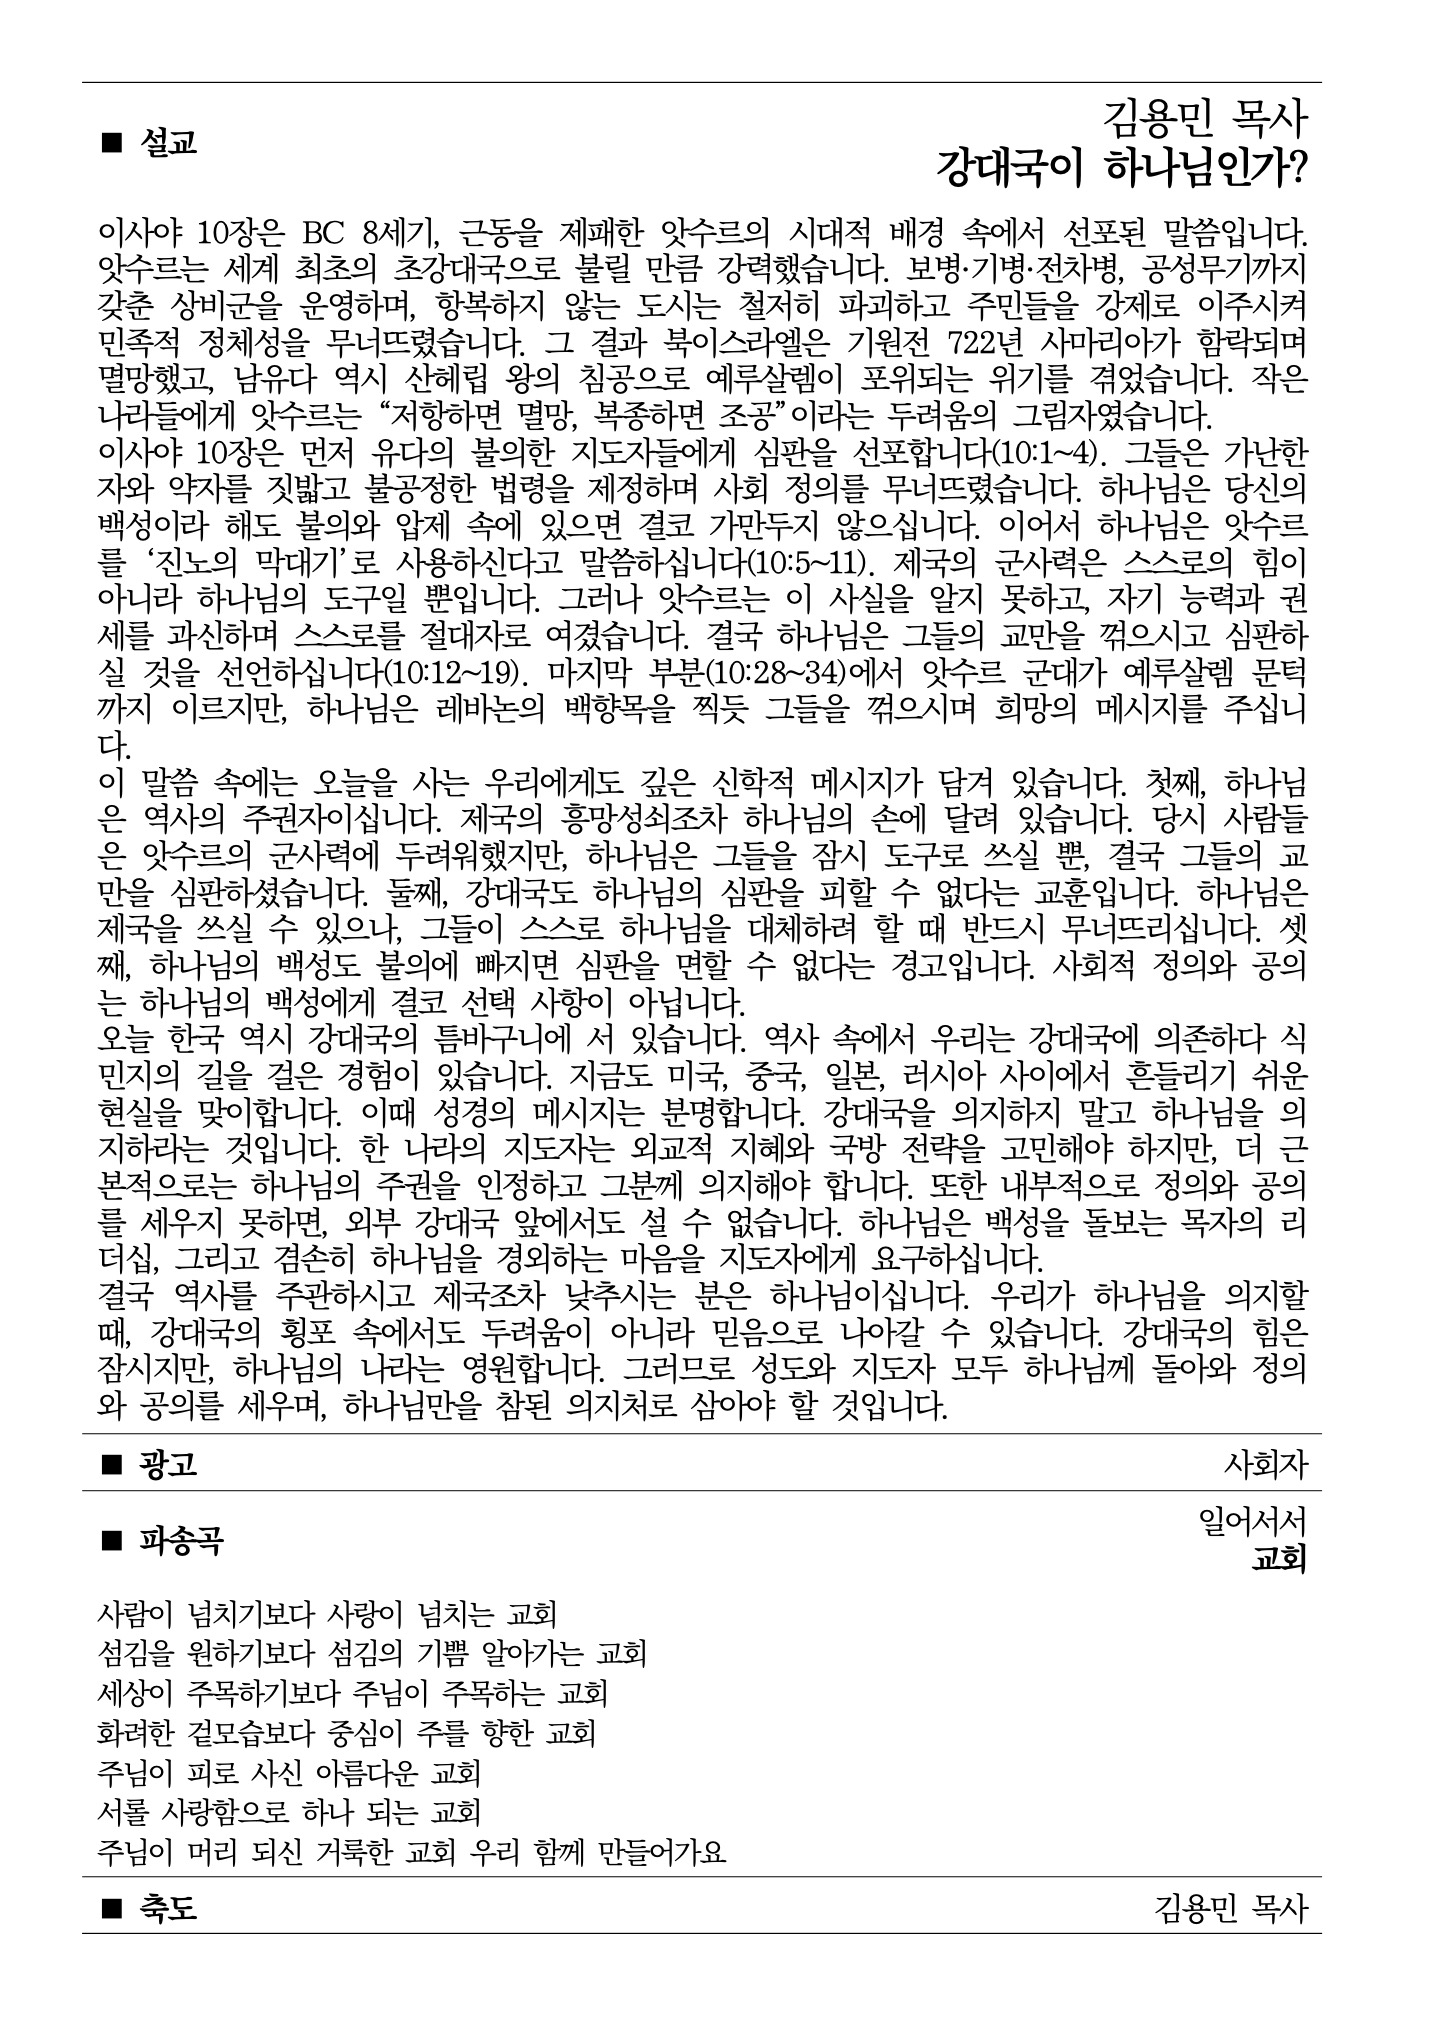 ■ 설교
김용민 목사
강대국이 하나님인가?
이사야 10장은 BC 8세기, 근동을 제패한 앗수르의 시대적 배경 속에서 선포된 말씀입니다.
앗수르는 세계 최초의 초강대국으로 불릴 만큼 강력했습니다. 보병·기병·전차병, 공성무기까지
갖춘 상비군을 운영하며, 항복하지 않는 도시는 철저히 파괴하고 주민들을 강제로 이주시켜
민족적 정체성을 무너뜨렸습니다. 그 결과 북이스라엘은 기원전 722년 사마리아가 함락되며
멸망했고, 남유다 역시 산헤립 왕의 침공으로 예루살렘이 포위되는 위기를 겪었습니다. 작은
나라들에게 앗수르는 “저항하면 멸망, 복종하면 조공”이라는 두려움의 그림자였습니다.
이사야 10장은 먼저 유다의 불의한 지도자들에게 심판을 선포합니다(10:1~4). 그들은 가난한
자와 약자를 짓밟고 불공정한 법령을 제정하며 사회 정의를 무너뜨렸습니다. 하나님은 당신의
백성이라 해도 불의와 압제 속에 있으면 결코 가만두지 않으십니다. 이어서 하나님은 앗수르
를 ‘진노의 막대기’로 사용하신다고 말씀하십니다(10:5~11). 제국의 군사력은 스스로의 힘이
아니라 하나님의 도구일 뿐입니다. 그러나 앗수르는 이 사실을 알지 못하고, 자기 능력과 권
세를 과신하며 스스로를 절대자로 여겼습니다. 결국 하나님은 그들의 교만을 꺾으시고 심판하
실 것을 선언하십니다(10:12~19). 마지막 부분(10:28~34)에서 앗수르 군대가 예루살렘 문턱
까지 이르지만, 하나님은 레바논의 백향목을 찍듯 그들을 꺾으시며 희망의 메시지를 주십니
다.
이 말씀 속에는 오늘을 사는 우리에게도 깊은 신학적 메시지가 담겨 있습니다. 첫째, 하나님
은 역사의 주권자이십니다. 제국의 흥망성쇠조차 하나님의 손에 달려 있습니다. 당시 사람들
은 앗수르의 군사력에 두려워했지만, 하나님은 그들을 잠시 도구로 쓰실 뿐, 결국 그들의 교
만을 심판하셨습니다. 둘째, 강대국도 하나님의 심판을 피할 수 없다는 교훈입니다. 하나님은
제국을 쓰실 수 있으나, 그들이 스스로 하나님을 대체하려 할 때 반드시 무너뜨리십니다. 셋
째, 하나님의 백성도 불의에 빠지면 심판을 면할 수 없다는 경고입니다. 사회적 정의와 공의
는 하나님의 백성에게 결코 선택 사항이 아닙니다.
오늘 한국 역시 강대국의 틈바구니에 서 있습니다. 역사 속에서 우리는 강대국에 의존하다 식
민지의 길을 걸은 경험이 있습니다. 지금도 미국, 중국, 일본, 러시아 사이에서 흔들리기 쉬운
현실을 맞이합니다. 이때 성경의 메시지는 분명합니다. 강대국을 의지하지 말고 하나님을 의
지하라는 것입니다. 한 나라의 지도자는 외교적 지혜와 국방 전략을 고민해야 하지만, 더 근
본적으로는 하나님의 주권을 인정하고 그분께 의지해야 합니다. 또한 내부적으로 정의와 공의
를 세우지 못하면, 외부 강대국 앞에서도 설 수 없습니다. 하나님은 백성을 돌보는 목자의 리
더십, 그리고 겸손히 하나님을 경외하는 마음을 지도자에게 요구하십니다.
결국 역사를 주관하시고 제국조차 낮추시는 분은 하나님이십니다. 우리가 하나님을 의지할
때, 강대국의 횡포 속에서도 두려움이 아니라 믿음으로 나아갈 수 있습니다. 강대국의 힘은
잠시지만, 하나님의 나라는 영원합니다. 그러므로 성도와 지도자 모두 하나님께 돌아와 정의
와 공의를 세우며, 하나님만을 참된 의지처로 삼아야 할 것입니다.
■ 광고 사회자
■ 파송곡
일어서서
교회
사람이 넘치기보다 사랑이 넘치는 교회
섬김을 원하기보다 섬김의 기쁨 알아가는 교회
세상이 주목하기보다 주님이 주목하는 교회
화려한 겉모습보다 중심이 주를 향한 교회
주님이 피로 사신 아름다운 교회
서롤 사랑함으로 하나 되는 교회
주님이 머리 되신 거룩한 교회 우리 함께 만들어가요
■ 축도 김용민 목사